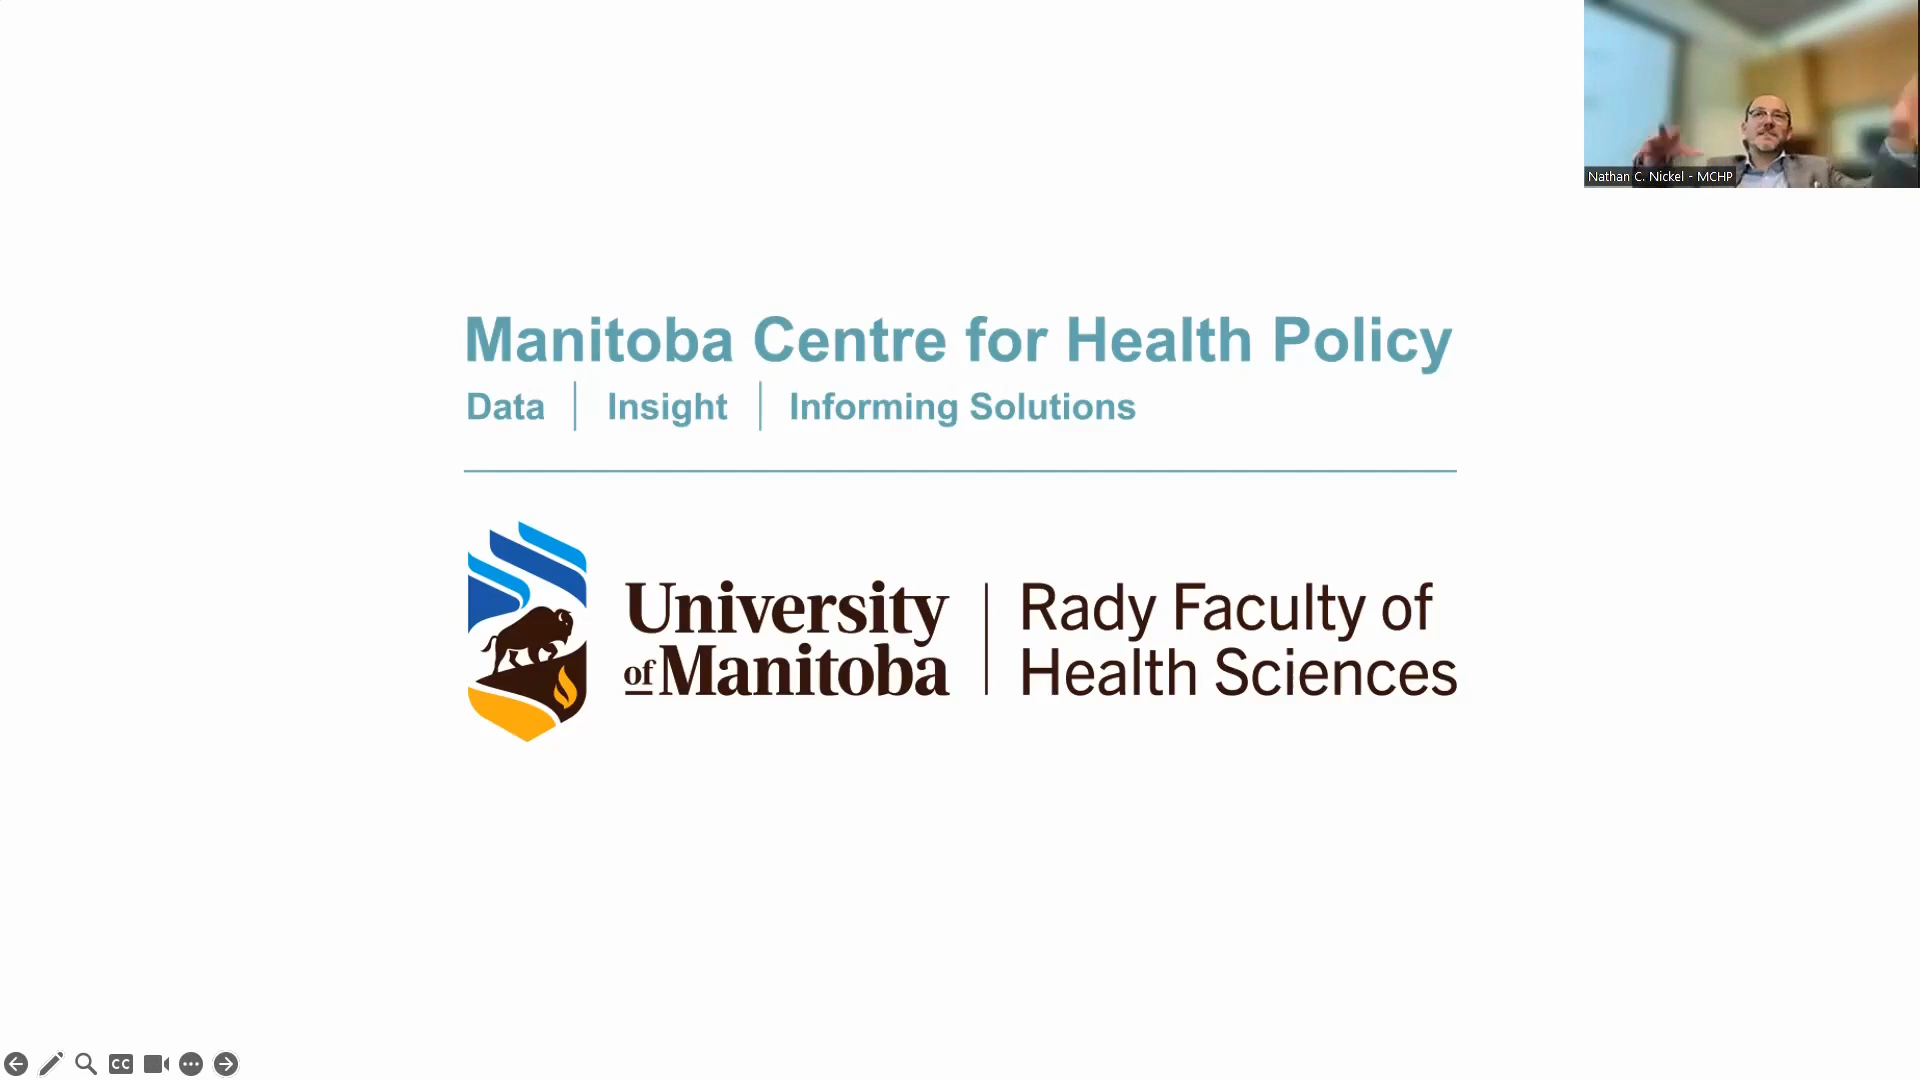 Nathan C. Nickel - MCHP
Manitoba Centre for Health Policy
Data | Insight | Informing Solutions
University
of Manitoba
Rady Faculty of
Health Sciences
CC